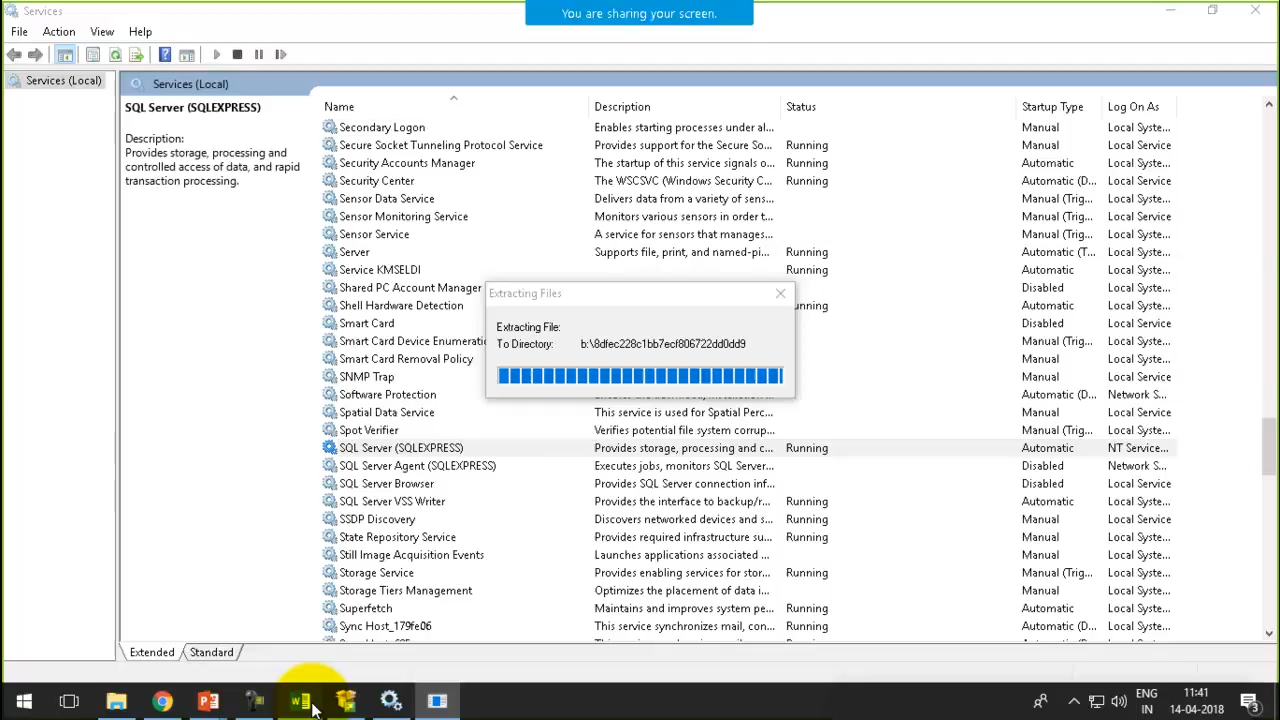 Services
You are sharing your screen.
File Action View Help
Services (Local)
Services (Local)
SQL Server (SQLEXPRESS)
Description:
Provides storage, processing and
controlled access of data, and rapid
transaction processing.
Name Description Status Startup Type Log On As
Secondary Logon Enables starting processes under al... Manual Local Syste...
Secure Socket Tunneling Protocol Service Provides support for the Secure So... Running Manual Local Service
Security Accounts Manager The startup of this service signals o... Running Automatic Local Syste...
Security Center The WSCSVC (Windows Security C... Running Automatic (D... Local Service
Sensor Data Service Delivers data from a variety of sens... Manual (Trig... Local Syste...
Sensor Monitoring Service Monitors various sensors in order t... Manual (Trig... Local Service
Sensor Service A service for sensors that manages... Manual (Trig... Local Syste...
Server Supports file, print, and named-pi... Running Automatic (T... Local Syste...
Service KMSELDI Running Automatic Local Syste...
Shared PC Account Manager Disabled Local Syste...
Shell Hardware Detection unning Automatic Local Syste...
Smart Card Disabled Local Service
Smart Card Device Enumeratio Manual (Trig... Local Syste...
Smart Card Removal Policy Manual Local Syste...
SNMP Trap Manual Local Service
Software Protection Automatic (D... Network S...
Spatial Data Service This service is used for Spatial Perc... Manual Local Service
Spot Verifier Verifies potential file system corrup... Manual (Trig... Local Syste...
SQL Server (SQLEXPRESS) Provides storage, processing and c... Running Automatic NT Service...
SQL Server Agent (SQLEXPRESS) Executes jobs, monitors SQL Server... Disabled Network S...
SQL Server Browser Provides SQL Server connection inf... Disabled Local Service
SQL Server VSS Writer Provides the interface to backup/r... Running Automatic Local Syste...
SSDP Discovery Discovers networked devices and s... Running Manual Local Service
State Repository Service Provides required infrastructure su... Running Manual Local Syste...
Still Image Acquisition Events Launches applications associated ... Manual Local Syste...
Storage Service Provides enabling services for stor... Running Manual (Trig... Local Syste...
Storage Tiers Management Optimizes the placement of data i... Manual Local Syste...
Superfetch Maintains and improves system pe... Running Automatic Local Syste...
Sync Host_179fe06 This service synchronizes mail, con... Running Automatic (D... Local Syste...
Extracting Files
Extracting File:
To Directory: b:\8dfec228c1bb7ecf806722dd0dd9
Extended Standard
ENG 11:41
IN 14-04-2018 3